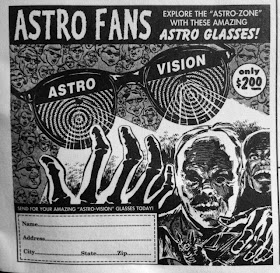 ASTRO FANS
EXPLORE THE "ASTRO-ZONE"
WITH THESE AMAZING
ASTRO GLASSES!
ASTRO
VISION
only
$2.00
SEND FOR YOUR AMAZING "ASTRO-VISION" GLASSES TODAY!
Name
Address
City State Zip